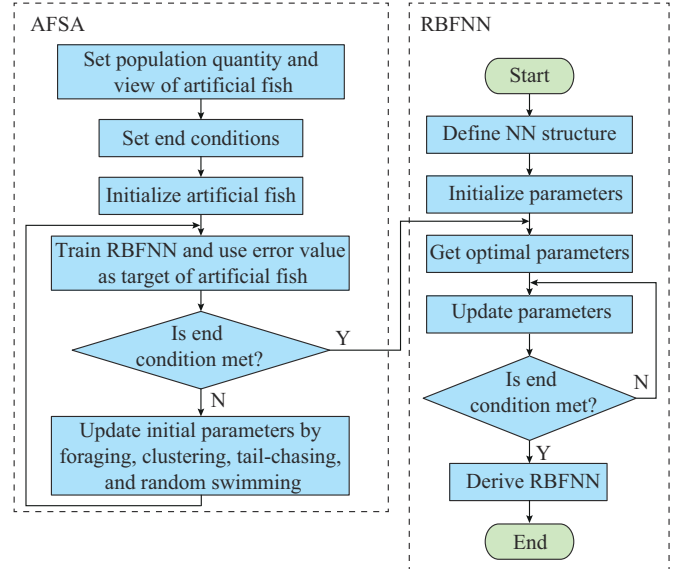 AFSA
Set population quantity and
view of artificial fish
Set end conditions
Initialize artificial fish
Train RBFNN and use error value
as target of artificial fish
Is end
condition met?
Y
N
Update initial parameters by
foraging, clustering, tail-chasing,
and random swimming
RBFNN
Start
Define NN structure
Initialize parameters
Get optimal parameters
Update parameters
Is end
condition met?
N
Y
Derive RBFNN
End